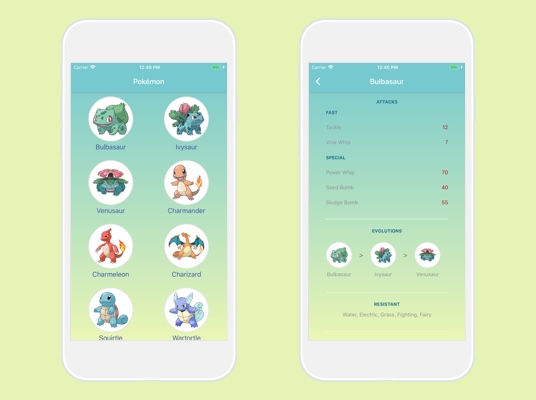 Carrier 12:45 PM
Pokémon
Bulbasaur Ivysaur
Venusaur Charmander
Charmeleon Charizard
Squirtle Wartortle
Carrier 12:45 PM
Bulbasaur
ATTACKS
FAST
Tackle 12
Vine Whip 7
SPECIAL
Power Whip 70
Seed Bomb 40
Sludge Bomb 55
EVOLUTIONS
> >
Bulbasaur Ivysaur Venusaur
RESISTANT
Water, Electric, Grass, Fighting, Fairy